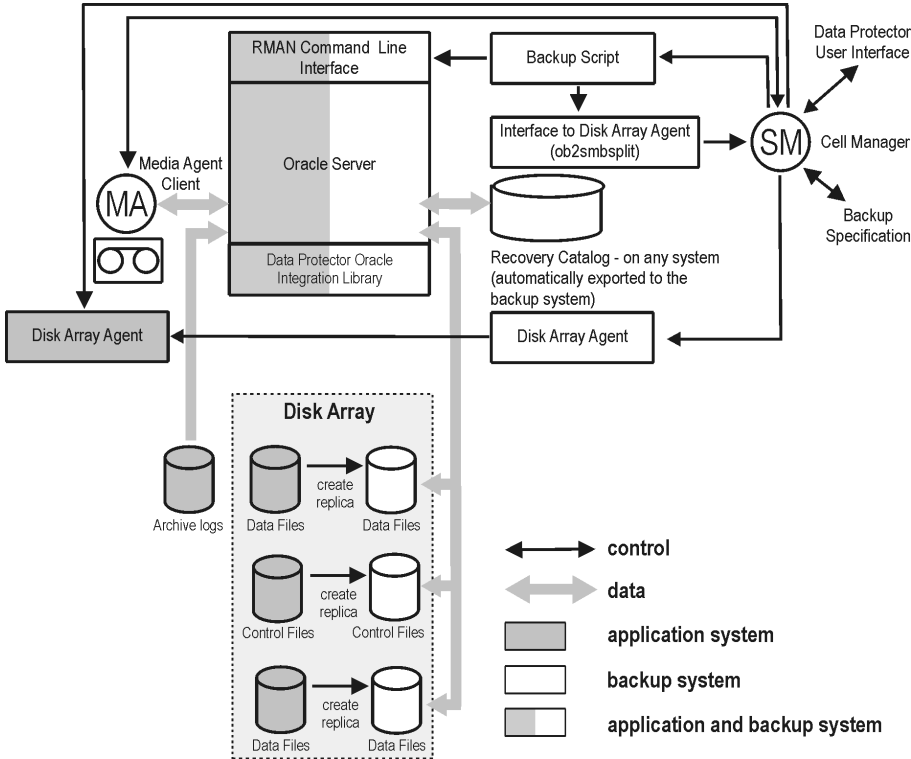 RMAN Command Line
Interface
Backup Script
Data Protector
User Interface
Interface to Disk Array Agent
(ob2smbsplit)
SM
Cell Manager
Oracle Server
Media Agent
Client
MA
Backup
Specification
Data Protector Oracle
Integration Library
Recovery Catalog - on any system
(automatically exported to the
backup system)
Disk Array Agent
Disk Array Agent
Disk Array
create
replica
Archive logs
Data Files
Data Files
create
replica
Control Files
Control Files
create
replica
Data Files
Data Files
control
data
application system
backup system
application and backup system